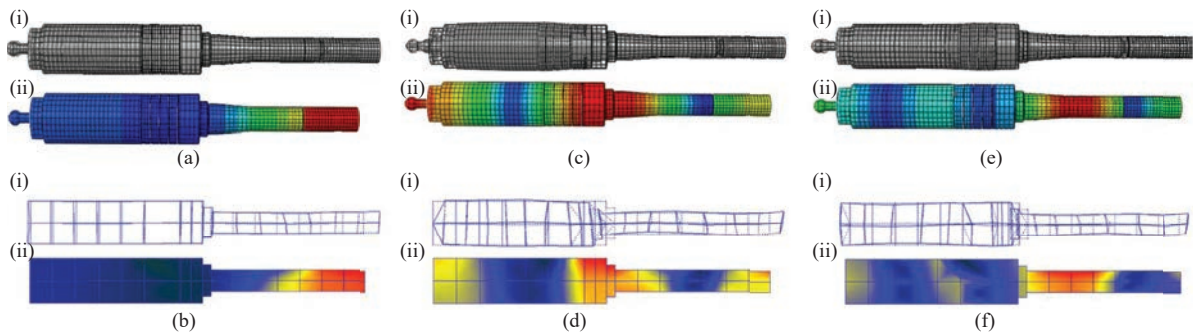 (i) (i) (i)
(ii) (ii) (ii)
(a) (c) (e)
(i) (i) (i)
(ii) (ii) (ii)
(b) (d) (f)